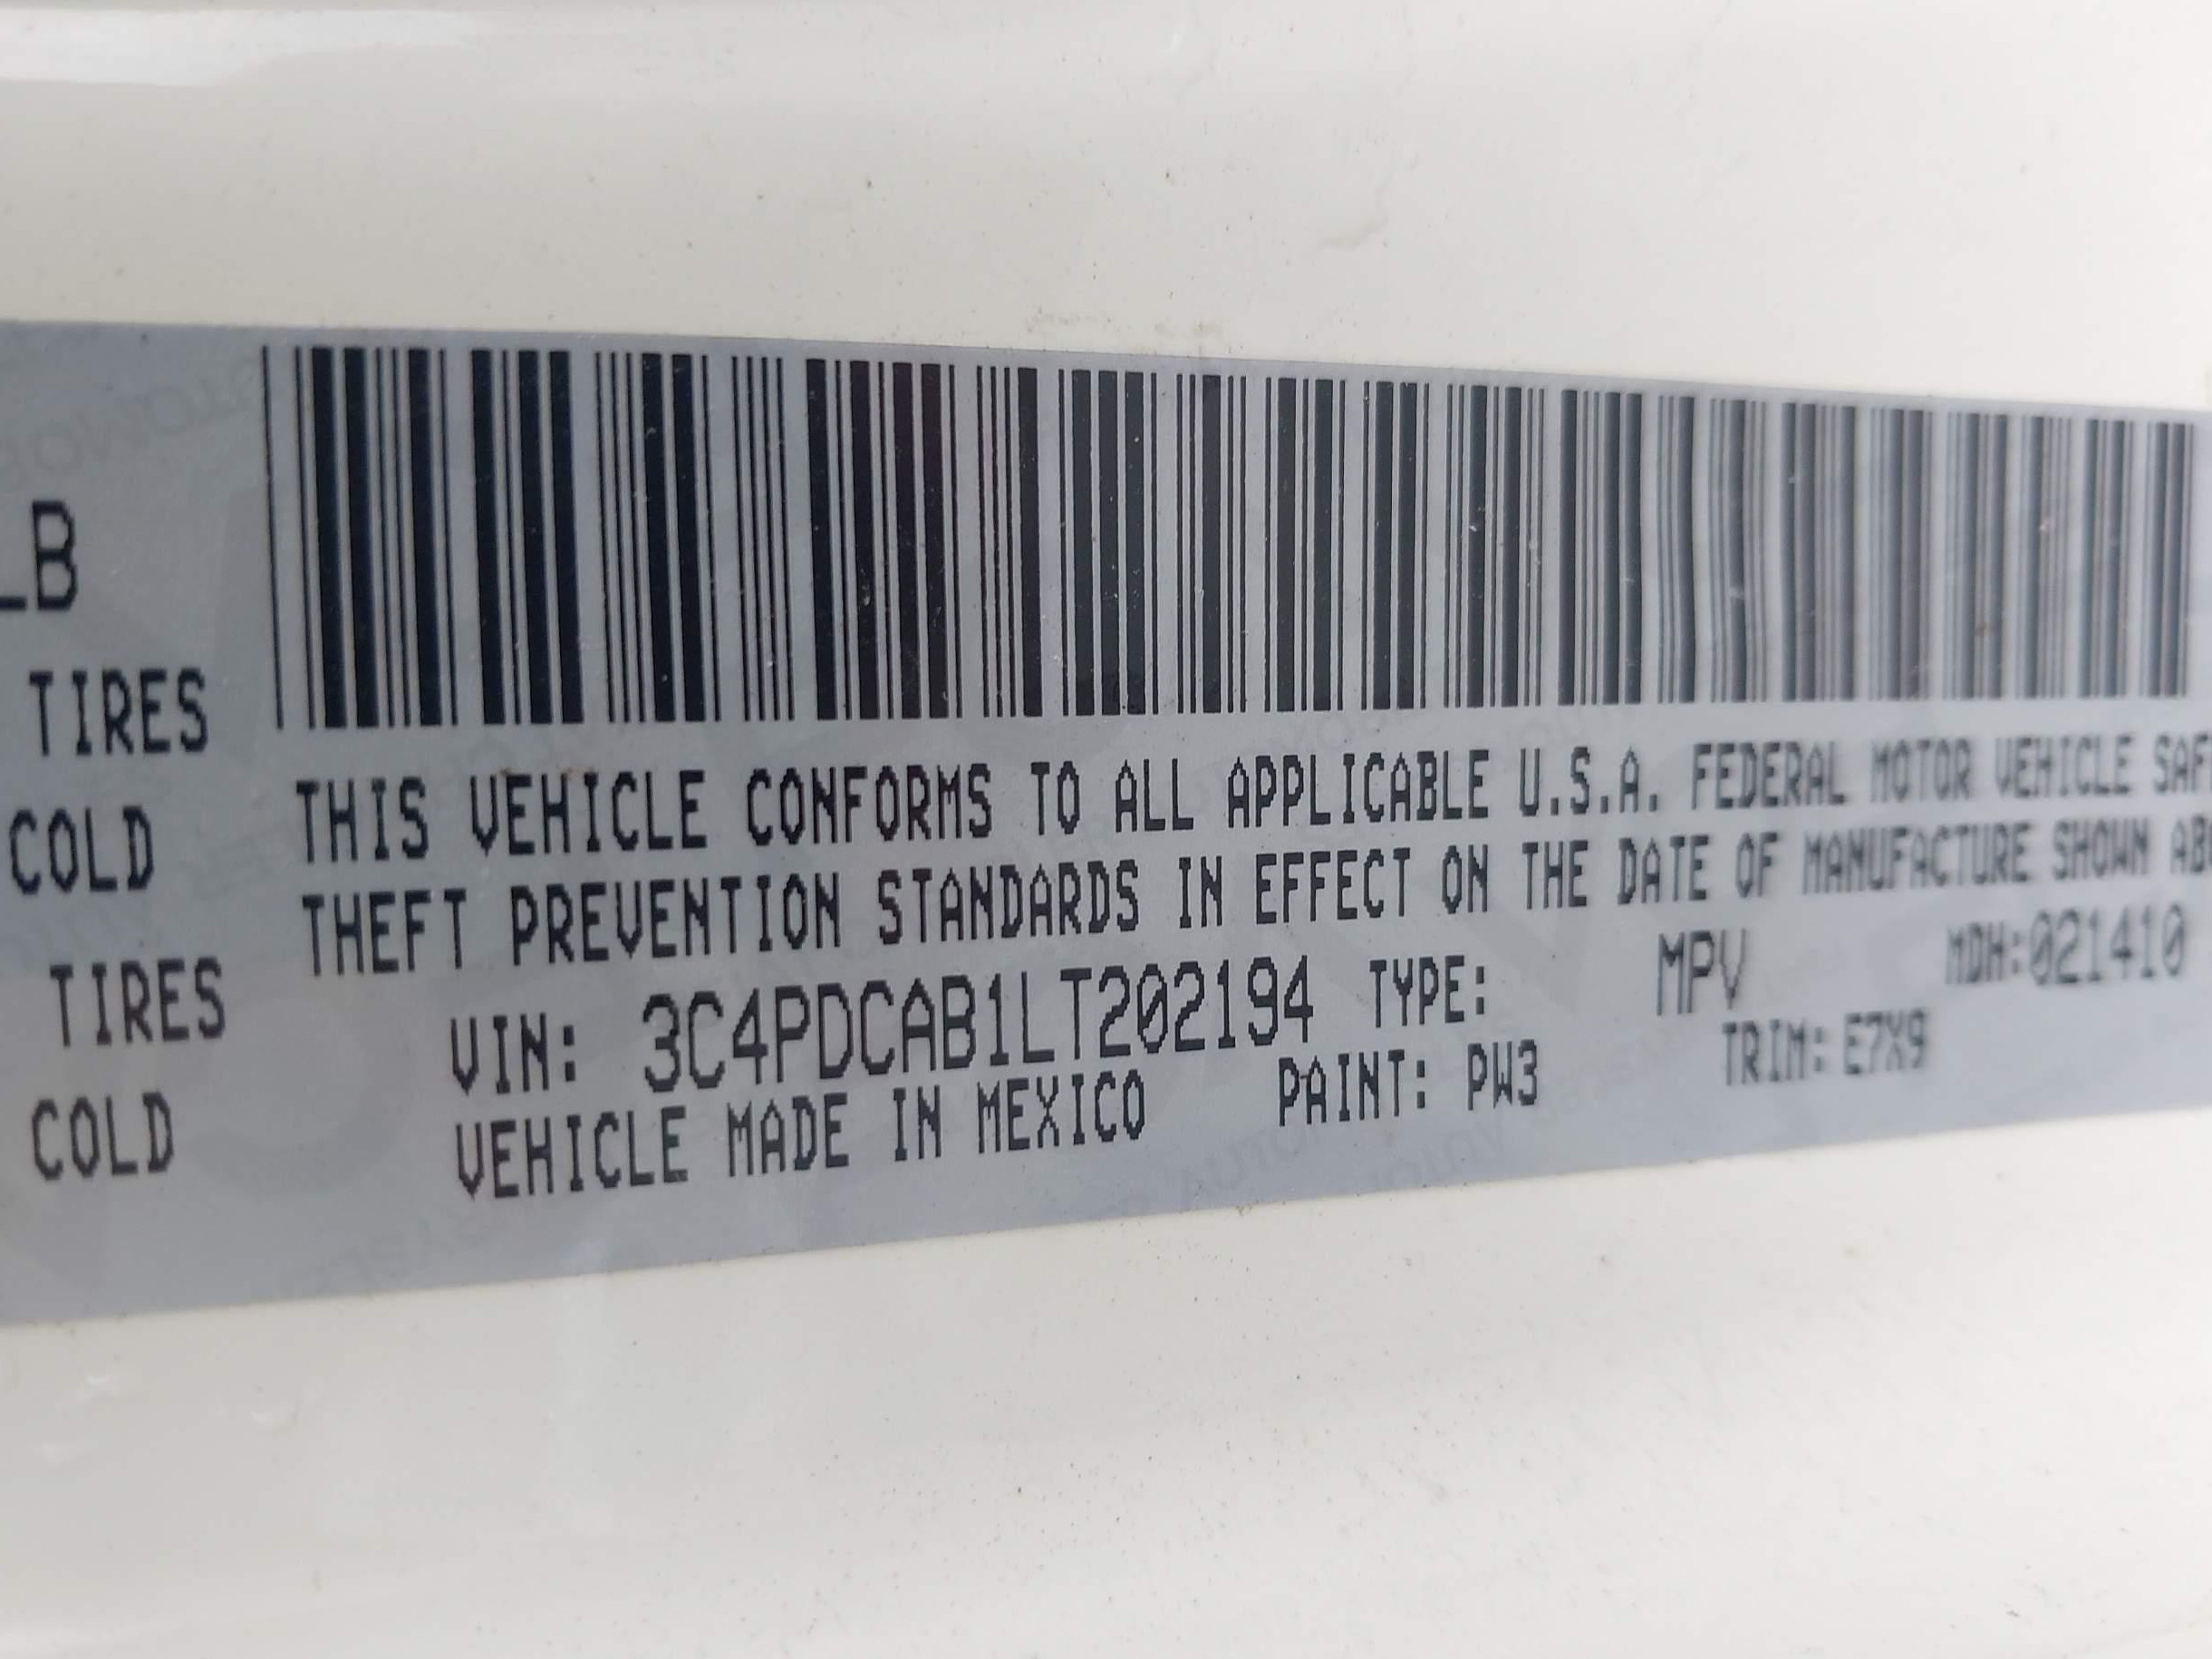 LB
TIRES
COLD
TIRES
COLD
THIS VEHICLE CONFORMS TO ALL APPLICABLE U.S.A. FEDERAL MOTOR VEHICLE SAF
THEFT PREVENTION STANDARDS IN EFFECT ON THE DATE OF MANUFACTURE SHOWN AB
VIN: 3C4PDCAB1LT202194 TYPE: MPV MDH:021410
VEHICLE MADE IN MEXICO PAINT: PW3 TRIM: E7X9